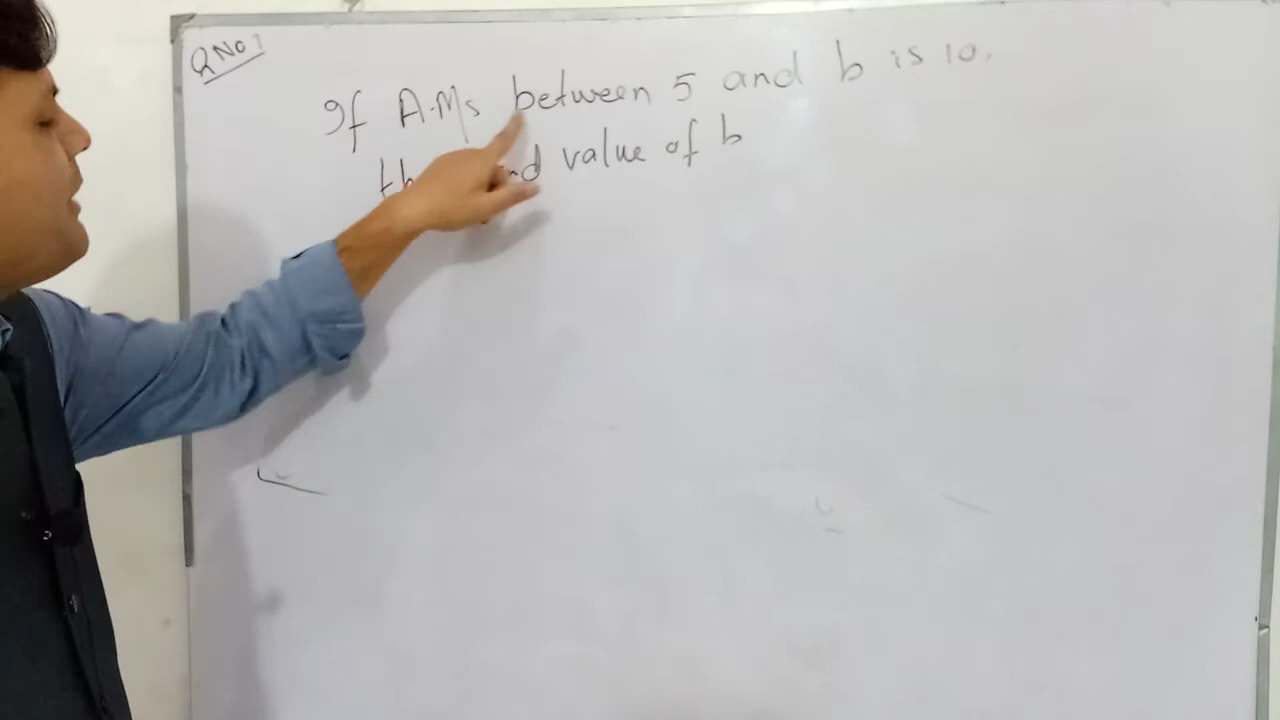 Q No 1
If A.Ms between 5 and b is 10.
value of b